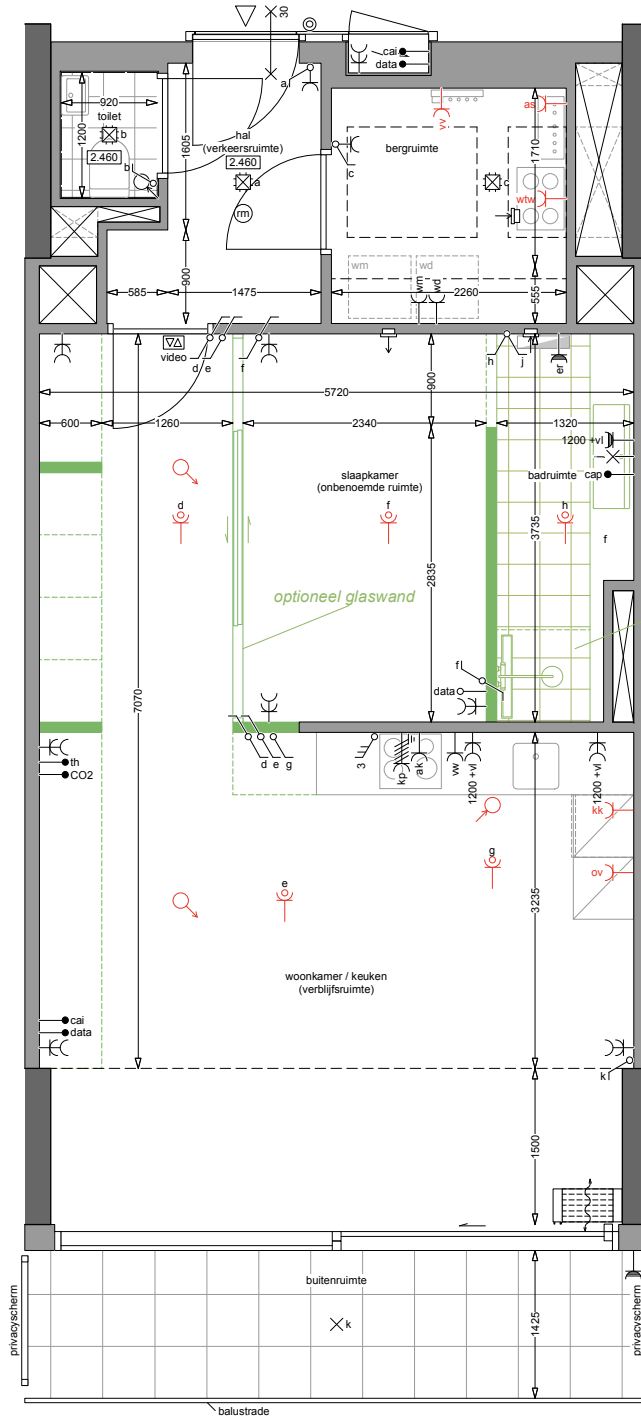 30
cai
data
a
920
toilet
b
1200
2.460
b
1605
hal
(verkeersruimte)
2.460
a
rm
vv
as
bergruimte
1710
c
c
wtw
900
585
1475
wm
wd
wm
wd
2260
555
video
d
e
f
h
j
er
900
5720
600
1260
2340
1320
1200 +vl
slaapkamer
(onbenoemde ruimte)
badruimte
cap
d
f
h
f
3735
2835
optioneel glaswand
7070
f
data
th
CO2
d
e
g
3
kp
ak
vw
1200 +vl
1200 +vl
kk
g
ov
e
3235
woonkamer / keuken
(verblijfsruimte)
cai
data
k
1500
buitenruimte
privacyscherm
privacyscherm
k
1425
balustrade